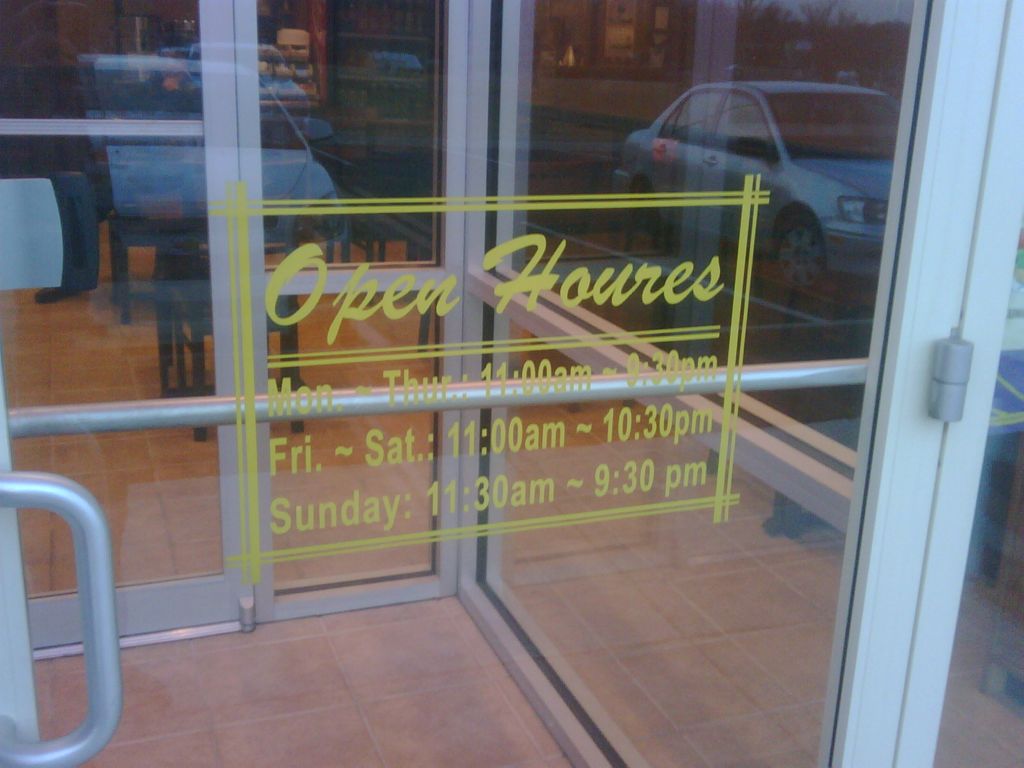 Open Houres
Mon. ~ Thur.: 11:00am ~ 9:30pm
Fri. ~ Sat.: 11:00am ~ 10:30pm
Sunday: 11:30am ~ 9:30 pm